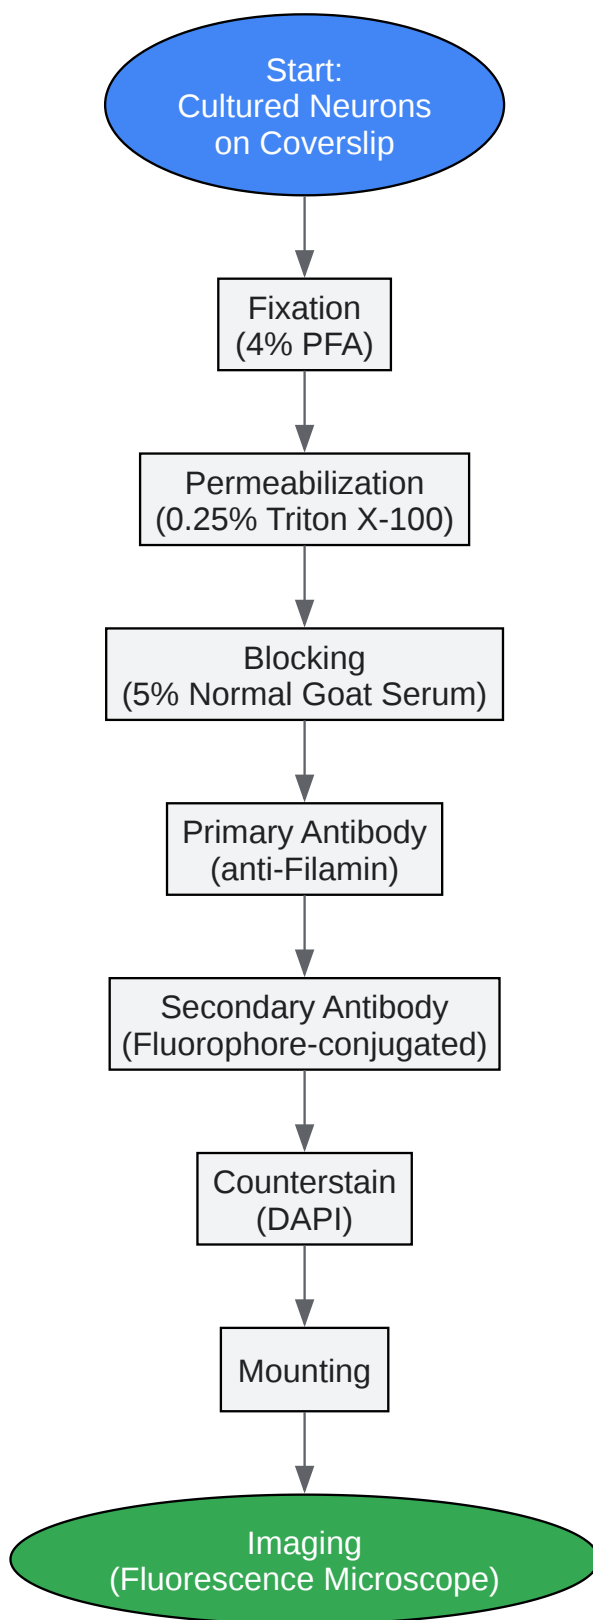 Start:
Cultured Neurons
on Coverslip
Fixation
(4% PFA)
Permeabilization
(0.25% Triton X-100)
Blocking
(5% Normal Goat Serum)
Primary Antibody
(anti-Filamin)
Secondary Antibody
(Fluorophore-conjugated)
Counterstain
(DAPI)
Mounting
Imaging
(Fluorescence Microscope)